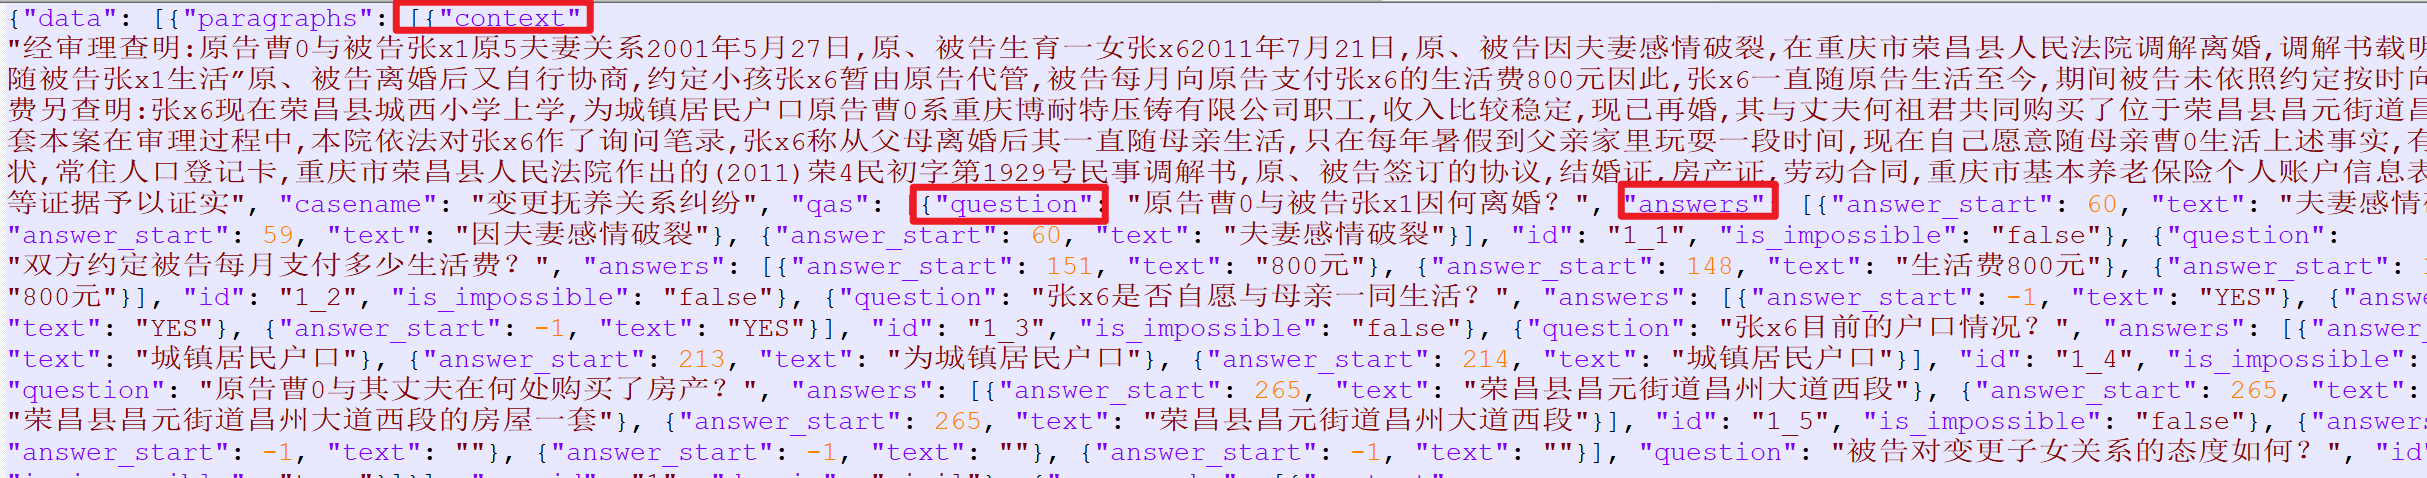 {"data": [{"paragraphs": [{"context"
"经审理查明:原告曹0与被告张x1原5夫妻关系2001年5月27日,原、被告生育一女张x62011年7月21日,原、被告因夫妻感情破裂,在重庆市荣昌县人民法院调解离婚,调解书载明
随被告张x1生活”原、被告离婚后又自行协商,约定小孩张x6暂由原告代管,被告每月向原告支付张x6的生活费800元因此,张x6一直随原告生活至今,期间被告未依照约定按时向
费另查明:张x6现在荣昌县城西小学上学,为城镇居民户口原告曹0系重庆博耐特压铸有限公司职工,收入比较稳定,现已再婚,其与丈夫何祖君共同购买了位于荣昌县昌元街道昌
套本案在审理过程中,本院依法对张x6作了询问笔录,张x6称从父母离婚后其一直随母亲生活,只在每年暑假到父亲家里玩耍一段时间,现在自己愿意随母亲曹0生活上述事实,有
状,常住人口登记卡,重庆市荣昌县人民法院作出的(2011)荣4民初字第1929号民事调解书,原、被告签订的协议,结婚证,房产证,劳动合同,重庆市基本养老保险个人账户信息表
等证据予以证实", "casename": "变更抚养关系纠纷", "qas": [{"question": "原告曹0与被告张x1因何离婚？", "answers": [{"answer_start": 60, "text": "夫妻感情
"answer_start": 59, "text": "因夫妻感情破裂"}, {"answer_start": 60, "text": "夫妻感情破裂"}], "id": "1_1", "is_impossible": "false"}, {"question":
"双方约定被告每月支付多少生活费？", "answers": [{"answer_start": 151, "text": "800元"}, {"answer_start": 148, "text": "生活费800元"}, {"answer_start":
"800元"}], "id": "1_2", "is_impossible": "false"}, {"question": "张x6是否自愿与母亲一同生活？", "answers": [{"answer_start": -1, "text": "YES"}, {"answ
"text": "YES"}, {"answer_start": -1, "text": "YES"}], "id": "1_3", "is_impossible": "false"}, {"question": "张x6目前的户口情况？", "answers": [{"answer_
"text": "城镇居民户口"}, {"answer_start": 213, "text": "为城镇居民户口"}, {"answer_start": 214, "text": "城镇居民户口"}], "id": "1_4", "is_impossible":
"question": "原告曹0与其丈夫在何处购买了房产？", "answers": [{"answer_start": 265, "text": "荣昌县昌元街道昌州大道西段"}, {"answer_start": 265, "text":
"荣昌县昌元街道昌州大道西段的房屋一套"}, {"answer_start": 265, "text": "荣昌县昌元街道昌州大道西段"}], "id": "1_5", "is_impossible": "false"}, {"answers
"answer_start": -1, "text": ""}, {"answer_start": -1, "text": ""}, {"answer_start": -1, "text": ""}], "question": "被告对变更子女关系的态度如何？", "id"